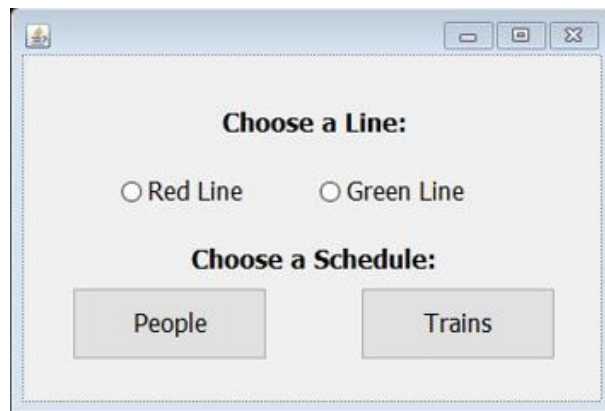 Choose a Line:
Red Line Green Line
Choose a Schedule:
People Trains